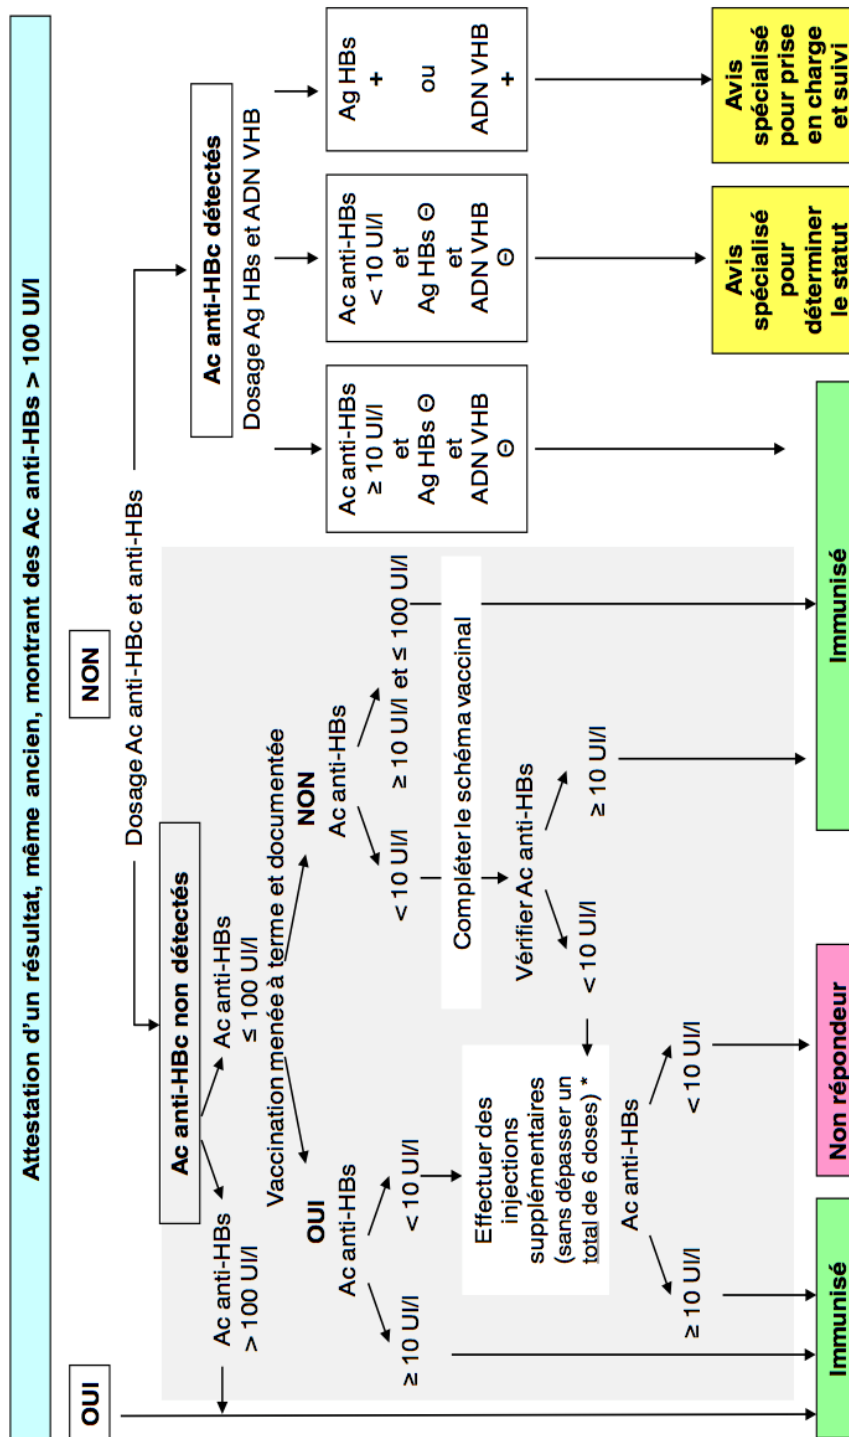 Attestation d'un résultat, même ancien, montrant des Ac anti-HBs > 100 UI/l
OUI
NON
Dosage Ac anti-HBc et anti-HBs
Ac anti-HBc non détectés
Ac anti-HBc détectés
Dosage Ag HBs et ADN VHB
Ac anti-HBs
> 100 UI/l
Ac anti-HBs
≤ 100 UI/l
Vaccination menée à terme et documentée
OUI
Ac anti-HBs
NON
Ac anti-HBs
≥ 10 UI/l
< 10 UI/l
< 10 UI/l
≥ 10 UI/l et ≤ 100 UI/l
Ac anti-HBs
≥ 10 UI/l
et
Ag HBs ⊖
et
ADN VHB
⊖
Ac anti-HBs
< 10 UI/l
et
Ag HBs ⊖
et
ADN VHB
⊖
Ag HBs
+
ou
ADN VHB
+
Compléter le schéma vaccinal
Vérifier Ac anti-HBs
< 10 UI/l
≥ 10 UI/l
Effectuer des
injections
supplémentaires
(sans dépasser un
total de 6 doses) *
Ac anti-HBs
≥ 10 UI/l
< 10 UI/l
Immunisé
Non répondeur
Immunisé
Avis
spécialisé
pour
déterminer
le statut
Avis
spécialisé
pour prise
en charge
et suivi